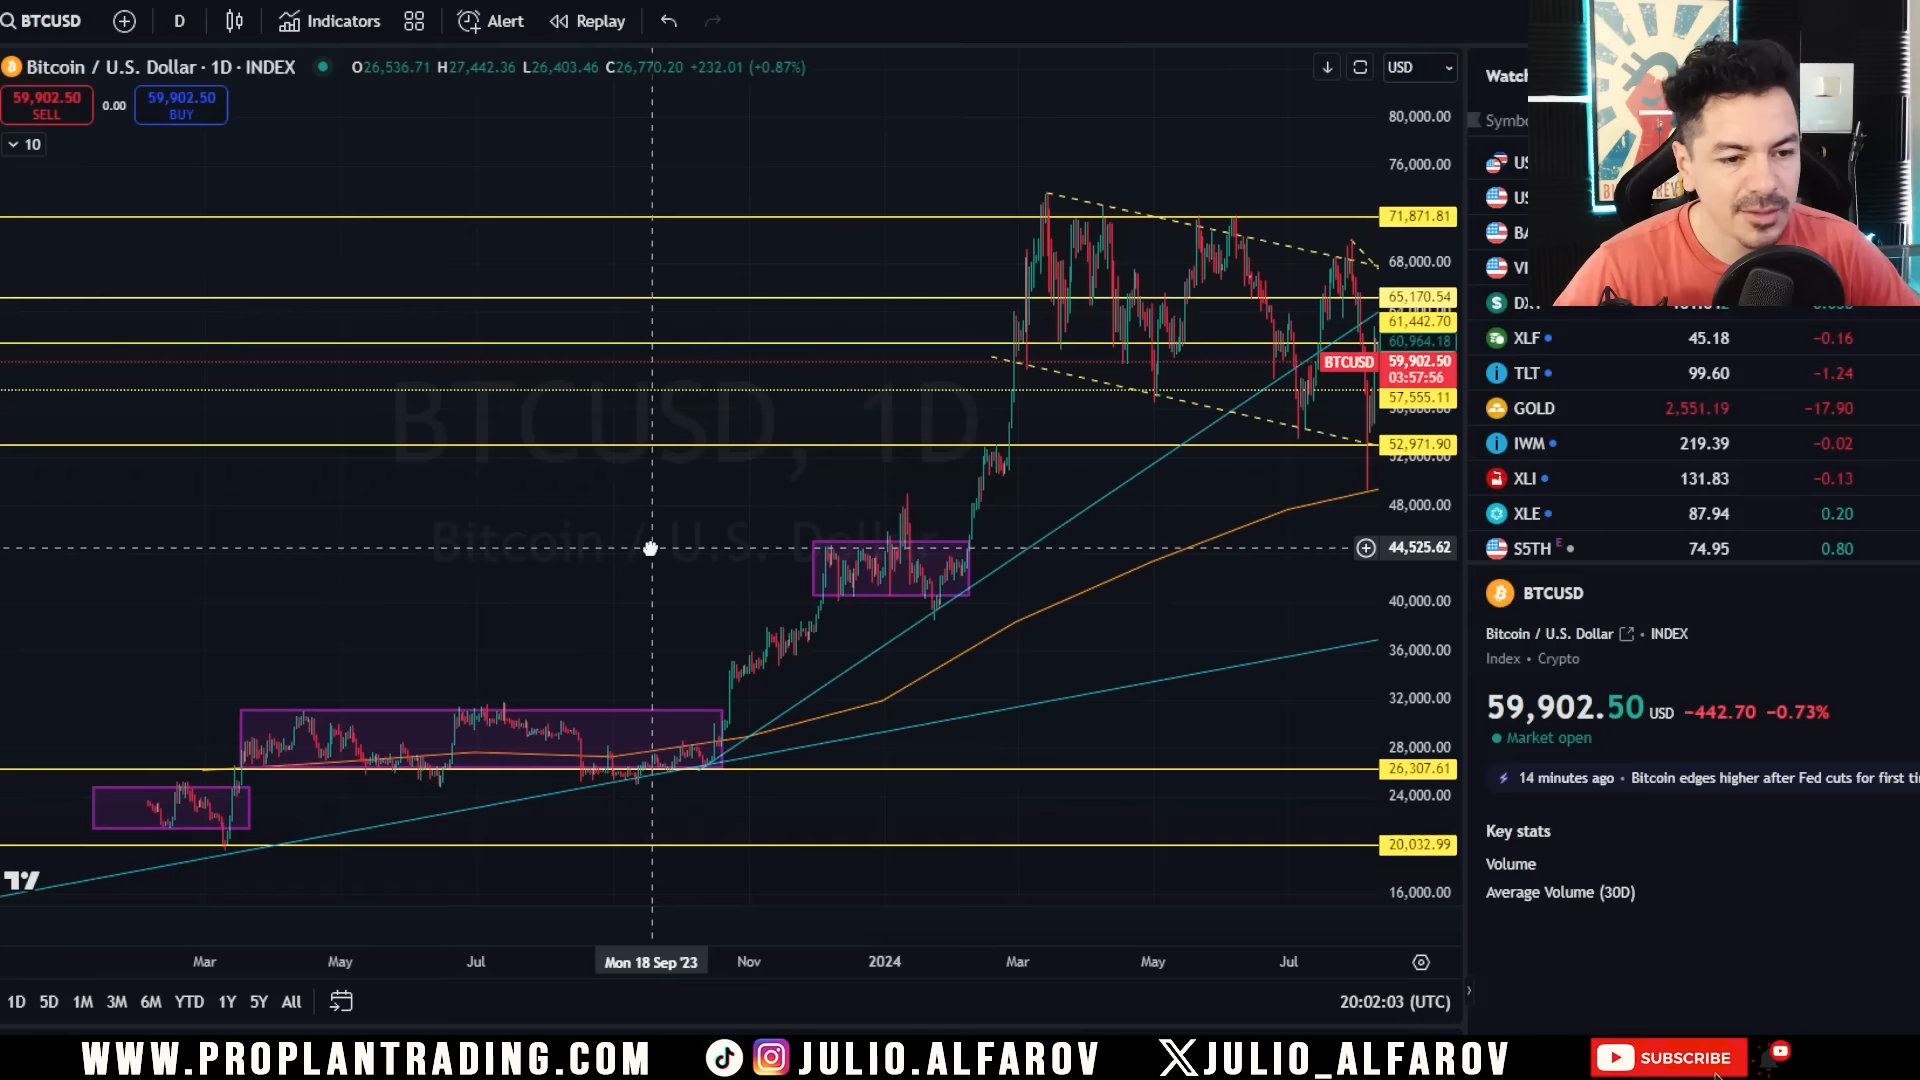 BTCUSD
D
Indicators
Alert
Replay
Bitcoin / U.S. Dollar · 1D · INDEX
O26,536.71 H27,442.36 L26,403.46 C26,770.20 +232.01 (+0.87%)
USD
59,902.50
SELL
0.00
59,902.50
BUY
10
80,000.00
76,000.00
71,871.81
68,000.00
65,170.54
61,442.70
60,964.18
BTCUSD
59,902.50
03:57:56
57,555.11
52,971.90
52,000.00
48,000.00
44,525.62
40,000.00
36,000.00
32,000.00
28,000.00
26,307.61
24,000.00
20,032.99
16,000.00
BTCUSD, 1D
Bitcoin / U.S. Dollar
Mar
May
Jul
Mon 18 Sep '23
Nov
2024
Mar
May
Jul
1D 5D 1M 3M 6M YTD 1Y 5Y All
20:02:03 (UTC)
Watch
Symbo
US
US
BA
VI
XLF 45.18 −0.16
TLT 99.60 −1.24
GOLD 2,551.19 −17.90
IWM 219.39 −0.02
XLI 131.83 −0.13
XLE 87.94 0.20
S5TH E 74.95 0.80
BTCUSD
Bitcoin / U.S. Dollar • INDEX
Index • Crypto
59,902.50 USD −442.70 −0.73%
Market open
14 minutes ago • Bitcoin edges higher after Fed cuts for first ti
Key stats
Volume
Average Volume (30D)
WWW.PROPLANTRADING.COM
JULIO.ALFAROV
JULIO_ALFAROV
SUBSCRIBE